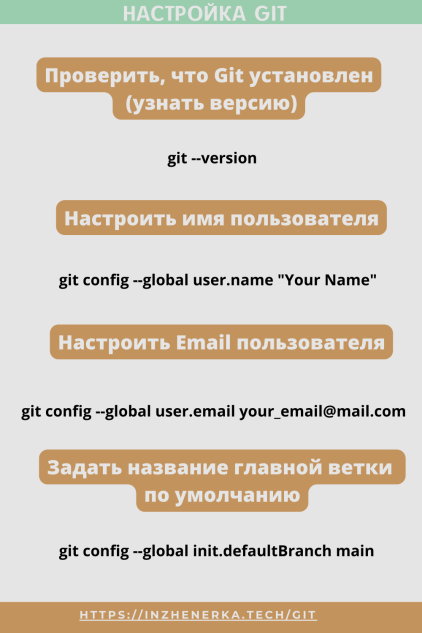 НАСТРОЙКА GIT
Проверить, что Git установлен
(узнать версию)
git --version
Настроить имя пользователя
git config --global user.name "Your Name"
Настроить Email пользователя
git config --global user.email your_email@mail.com
Задать название главной ветки
по умолчанию
git config --global init.defaultBranch main
HTTPS://INZHENERKA.TECH/GIT